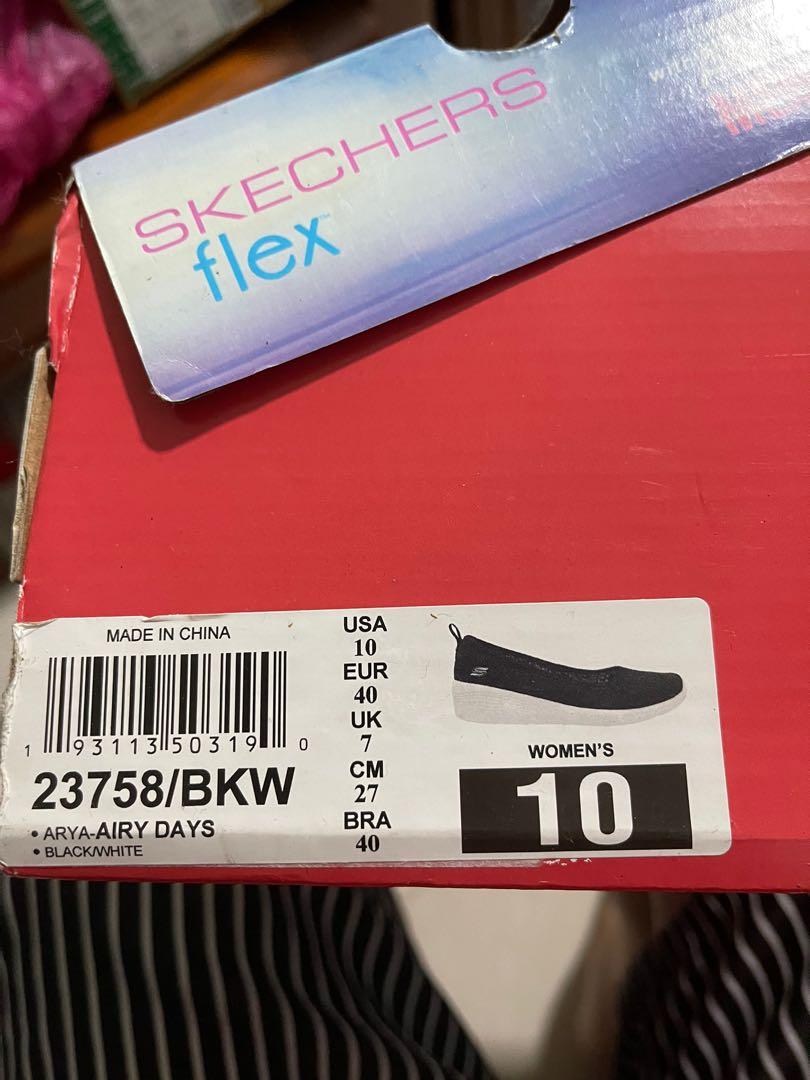 SKECHERS
flex
MADE IN CHINA
1 93113 50319 0
23758/BKW
• ARYA-AIRY DAYS
• BLACK/WHITE
USA
10
EUR
40
UK
7
CM
27
BRA
40
WOMEN'S
10